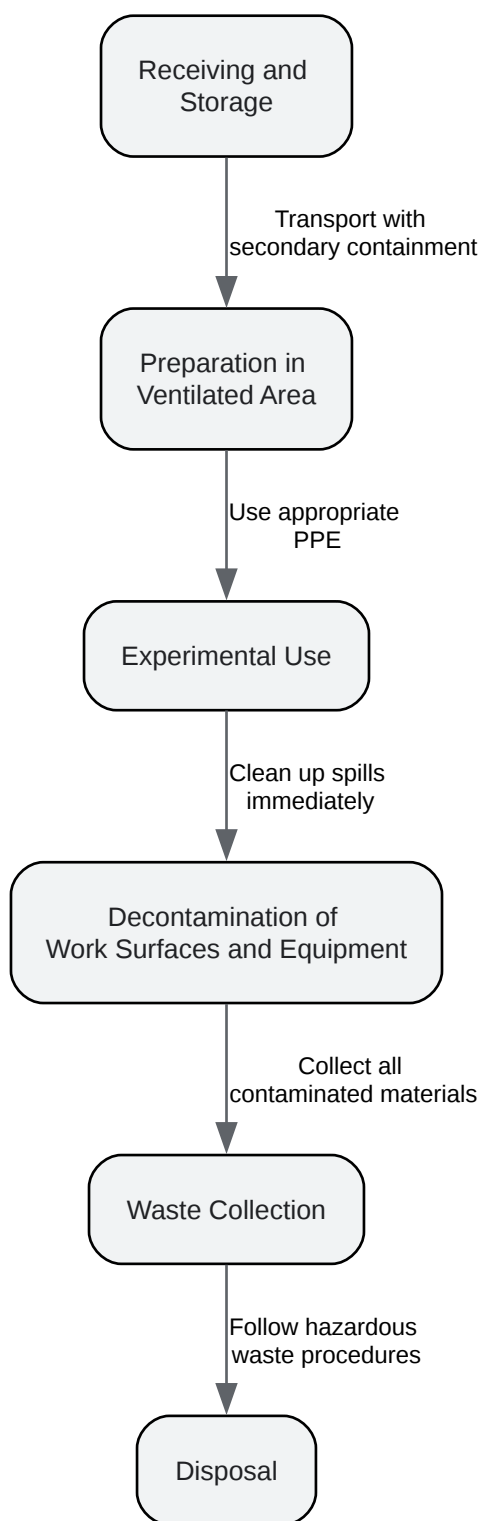 Receiving and
Storage
Transport with
secondary containment
Preparation in
Ventilated Area
Use appropriate
PPE
Experimental Use
Clean up spills
immediately
Decontamination of
Work Surfaces and Equipment
Collect all
contaminated materials
Waste Collection
Follow hazardous
waste procedures
Disposal